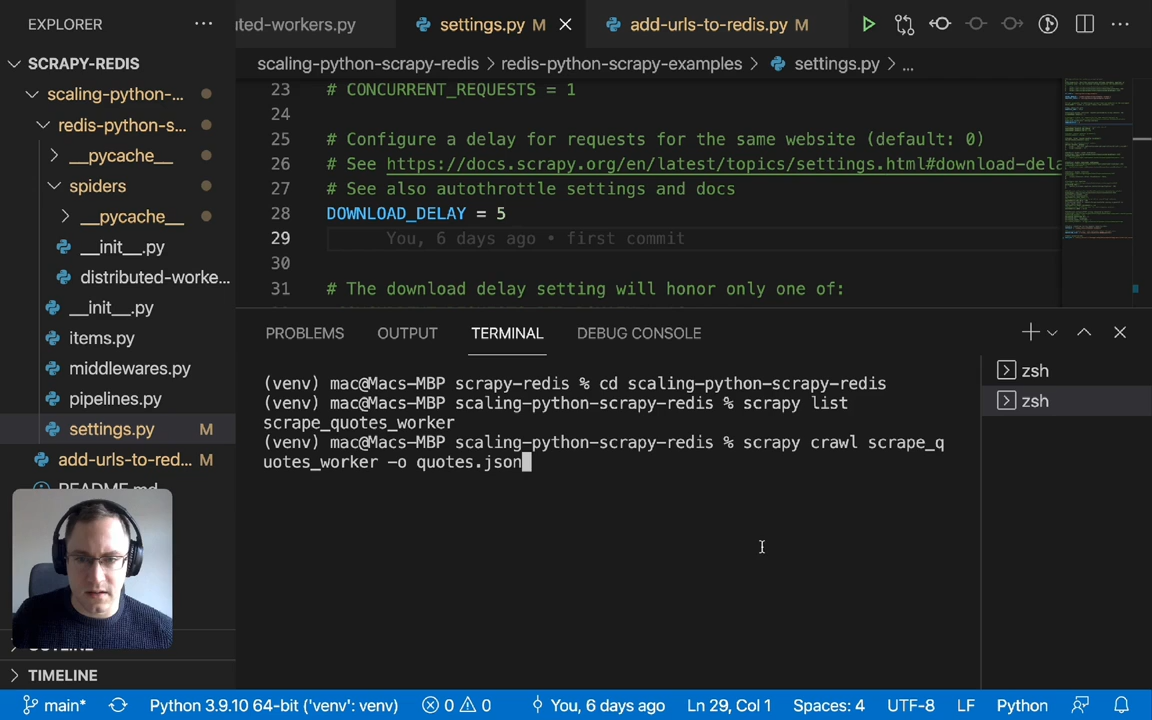 EXPLORER
...
SCRAPY-REDIS
scaling-python-...
redis-python-s...
__pycache__
spiders
__pycache__
__init__.py
distributed-worke...
__init__.py
items.py
middlewares.py
pipelines.py
settings.py M
add-urls-to-red... M
TIMELINE
uted-workers.py
settings.py M
add-urls-to-redis.py M
scaling-python-scrapy-redis > redis-python-scrapy-examples > settings.py > ...
23 # CONCURRENT_REQUESTS = 1
24
25 # Configure a delay for requests for the same website (default: 0)
26 # See https://docs.scrapy.org/en/latest/topics/settings.html#download-dela
27 # See also autothrottle settings and docs
28 DOWNLOAD_DELAY = 5
29 You, 6 days ago • first commit
30
31 # The download delay setting will honor only one of:
PROBLEMS OUTPUT TERMINAL DEBUG CONSOLE
(venv) mac@Macs-MBP scrapy-redis % cd scaling-python-scrapy-redis
(venv) mac@Macs-MBP scaling-python-scrapy-redis % scrapy list
scrape_quotes_worker
(venv) mac@Macs-MBP scaling-python-scrapy-redis % scrapy crawl scrape_q
uotes_worker -o quotes.json
zsh
zsh
main* Python 3.9.10 64-bit ('venv': venv) 0 0 You, 6 days ago Ln 29, Col 1 Spaces: 4 UTF-8 LF Python